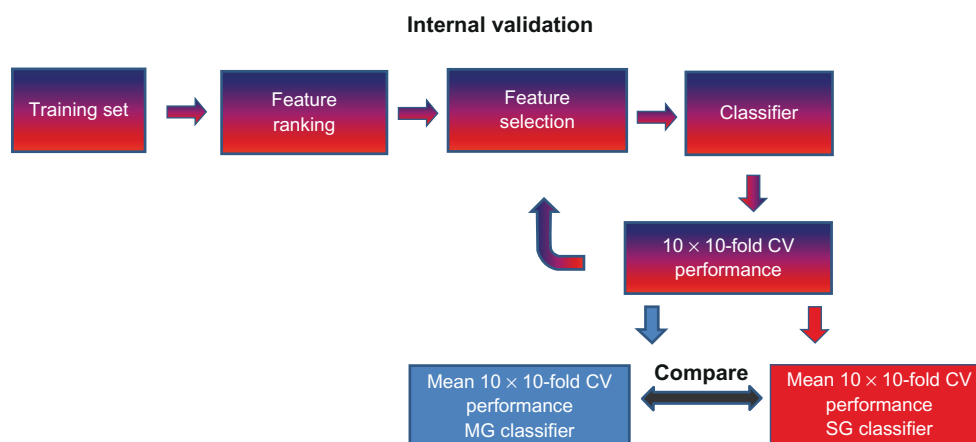 Internal validation
Training set
Feature
ranking
Feature
selection
Classifier
10 × 10-fold CV
performance
Mean 10 × 10-fold CV
performance
MG classifier
Compare
Mean 10 × 10-fold CV
performance
SG classifier